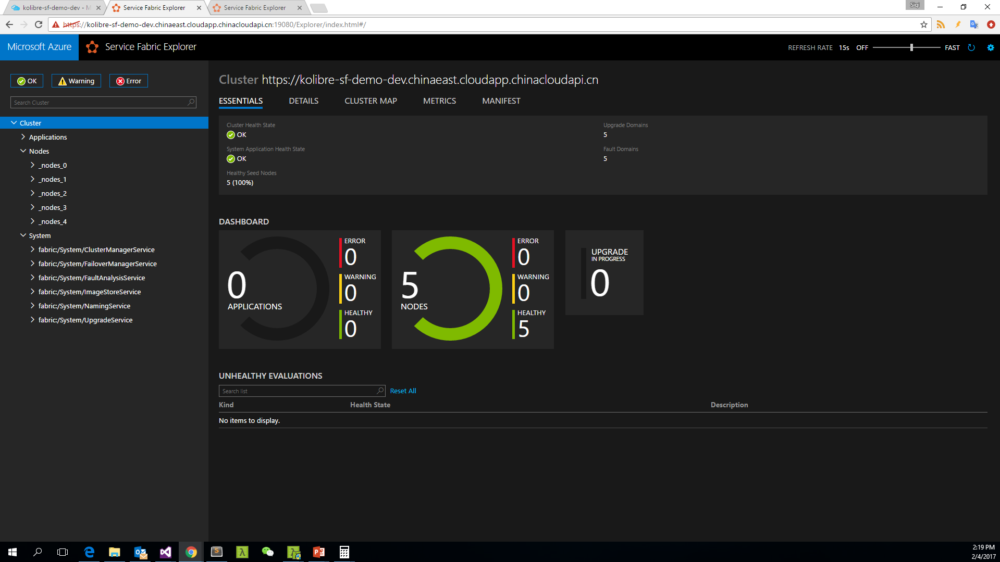 kolibre-sf-demo-dev - M
Service Fabric Explorer
Service Fabric Explorer
Siqi
https://kolibre-sf-demo-dev.chinaeast.cloudapp.chinacloudapi.cn:19080/Explorer/index.html#/
Microsoft Azure
Service Fabric Explorer
REFRESH RATE 15s OFF FAST
OK
Warning
Error
Search Cluster
Cluster
Applications
Nodes
_nodes_0
_nodes_1
_nodes_2
_nodes_3
_nodes_4
System
fabric:/System/ClusterManagerService
fabric:/System/FailoverManagerService
fabric:/System/FaultAnalysisService
fabric:/System/ImageStoreService
fabric:/System/NamingService
fabric:/System/UpgradeService
Cluster https://kolibre-sf-demo-dev.chinaeast.cloudapp.chinacloudapi.cn
ESSENTIALS DETAILS CLUSTER MAP METRICS MANIFEST
Cluster Health State
OK
System Application Health State
OK
Healthy Seed Nodes
5 (100%)
Upgrade Domains
5
Fault Domains
5
DASHBOARD
0
APPLICATIONS
ERROR
0
WARNING
0
HEALTHY
0
5
NODES
ERROR
0
WARNING
0
HEALTHY
5
UPGRADE
IN PROGRESS
0
UNHEALTHY EVALUATIONS
Search list
Reset All
Kind Health State Description
No items to display.
2:19 PM
2/4/2017